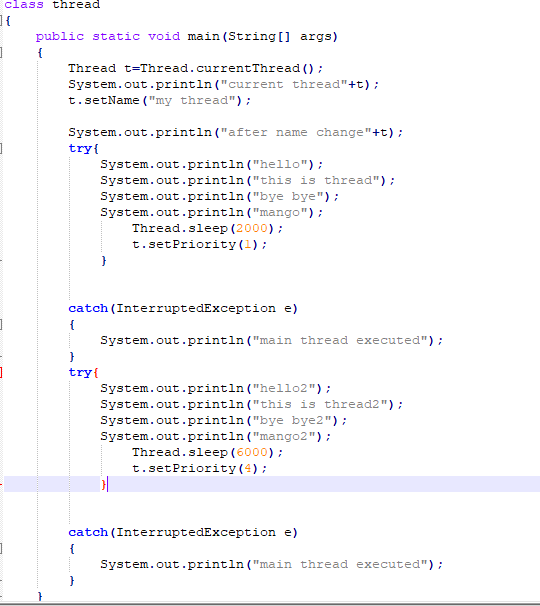 class thread
{
    public static void main(String[] args)
    {
        Thread t=Thread.currentThread();
        System.out.println("current thread"+t);
        t.setName("my thread");

        System.out.println("after name change"+t);
        try{
            System.out.println("hello");
            System.out.println("this is thread");
            System.out.println("bye bye");
            System.out.println("mango");
                Thread.sleep(2000);
                t.setPriority(1);
            }

        catch(InterruptedException e)
        {
            System.out.println("main thread executed");
        }
        try{
            System.out.println("hello2");
            System.out.println("this is thread2");
            System.out.println("bye bye2");
            System.out.println("mango2");
                Thread.sleep(6000);
                t.setPriority(4);
            }

        catch(InterruptedException e)
        {
            System.out.println("main thread executed");
        }
    }